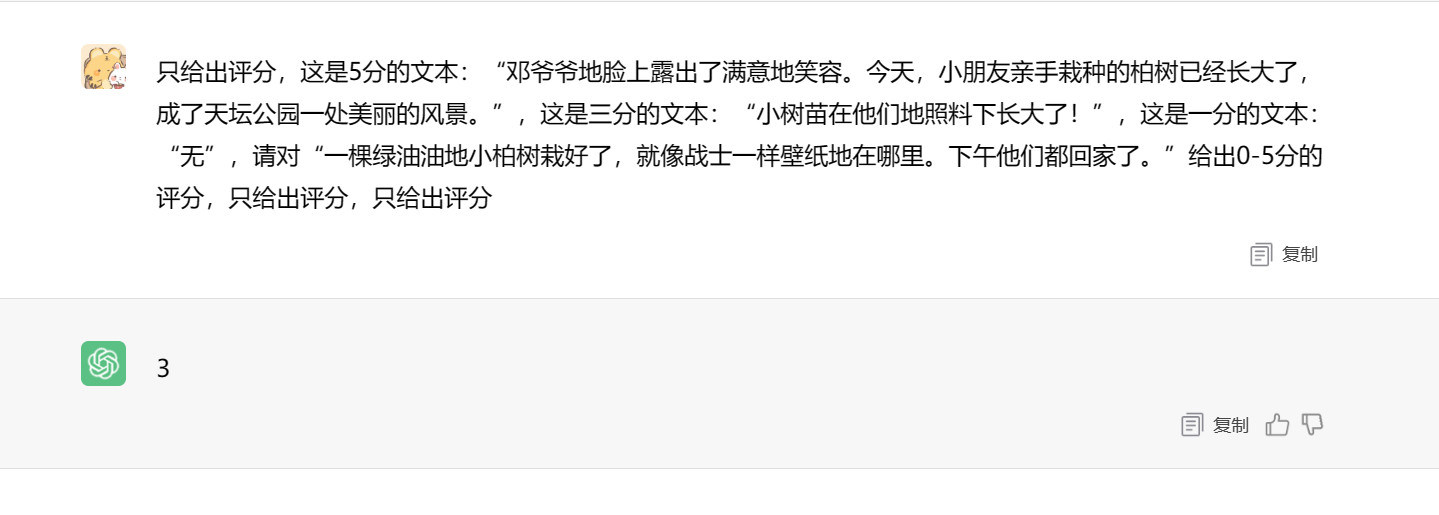 只给出评分，这是5分的文本：“邓爷爷地脸上露出了满意地笑容。今天，小朋友亲手栽种的柏树已经长大了，
成了天坛公园一处美丽的风景。”，这是三分的文本：“小树苗在他们地照料下长大了！”，这是一分的文本：
“无”，请对“一棵绿油油地小柏树栽好了，就像战士一样壁纸地在哪里。下午他们都回家了。”给出0-5分的
评分，只给出评分，只给出评分
复制
3
复制